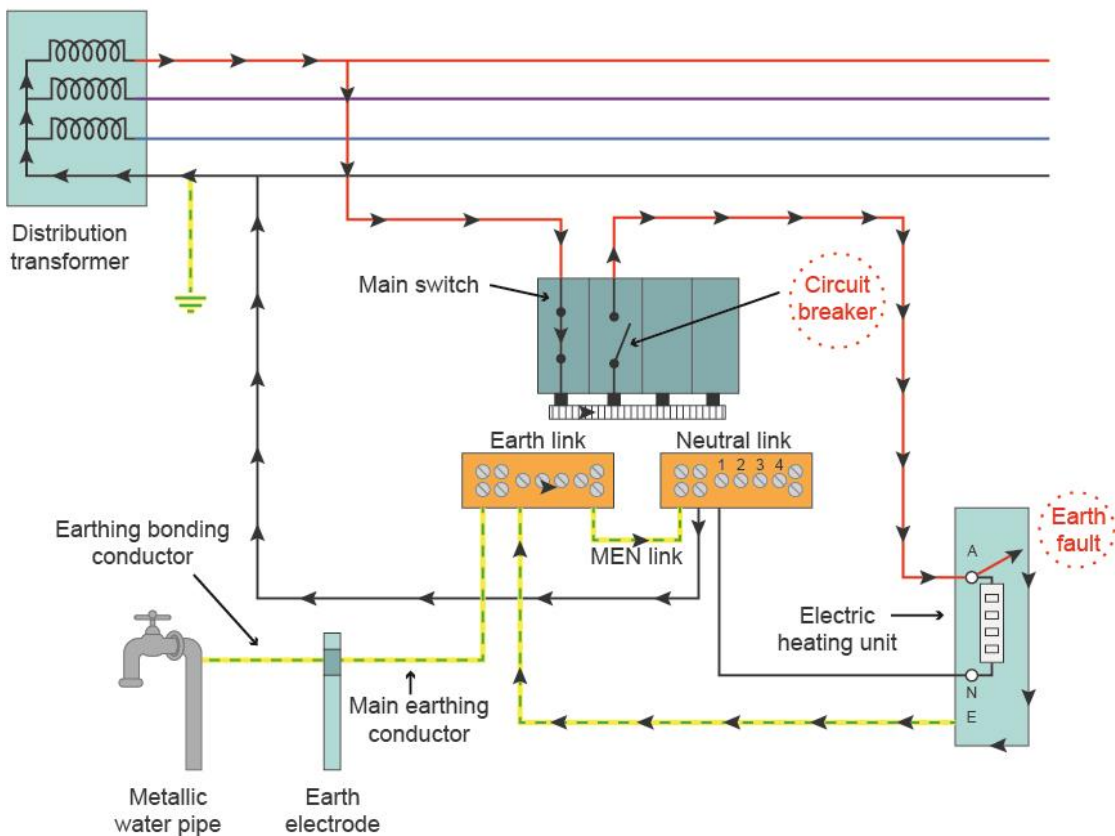 Distribution
transformer
Main switch
Circuit
breaker
Earth link
Neutral link
1 2 3 4
MEN link
Earthing bonding
conductor
Earth
fault
A
Electric
heating unit
N
E
Main earthing
conductor
Metallic
water pipe
Earth
electrode